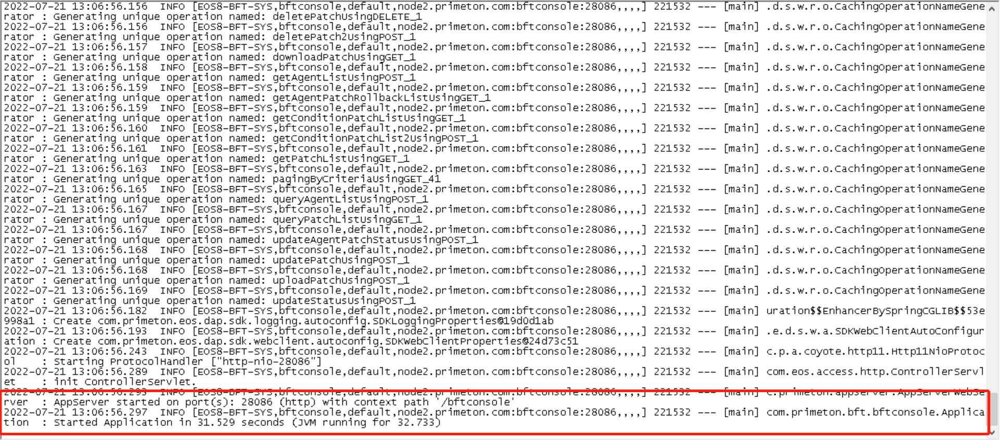 2022-07-21 13:06:56.156  INFO [EOS8-BFT-SYS,bftconsole,default,node2.primeton.com:bftconsole:28086,,,,] 221532 --- [main] .d.s.w.r.o.CachingOperationNameGene
rator : Generating unique operation named: deletePatchUsingDELETE_1
2022-07-21 13:06:56.156  INFO [EOS8-BFT-SYS,bftconsole,default,node2.primeton.com:bftconsole:28086,,,,] 221532 --- [main] .d.s.w.r.o.CachingOperationNameGene
rator : Generating unique operation named: deletePatch2UsingPOST_1
2022-07-21 13:06:56.157  INFO [EOS8-BFT-SYS,bftconsole,default,node2.primeton.com:bftconsole:28086,,,,] 221532 --- [main] .d.s.w.r.o.CachingOperationNameGene
rator : Generating unique operation named: downloadPatchUsingGET_1
2022-07-21 13:06:56.158  INFO [EOS8-BFT-SYS,bftconsole,default,node2.primeton.com:bftconsole:28086,,,,] 221532 --- [main] .d.s.w.r.o.CachingOperationNameGene
rator : Generating unique operation named: getAgentListUsingPOST_1
2022-07-21 13:06:56.159  INFO [EOS8-BFT-SYS,bftconsole,default,node2.primeton.com:bftconsole:28086,,,,] 221532 --- [main] .d.s.w.r.o.CachingOperationNameGene
rator : Generating unique operation named: getAgentPatchRollbackListUsingGET_1
2022-07-21 13:06:56.159  INFO [EOS8-BFT-SYS,bftconsole,default,node2.primeton.com:bftconsole:28086,,,,] 221532 --- [main] .d.s.w.r.o.CachingOperationNameGene
rator : Generating unique operation named: getConditionPatchListUsingGET_1
2022-07-21 13:06:56.160  INFO [EOS8-BFT-SYS,bftconsole,default,node2.primeton.com:bftconsole:28086,,,,] 221532 --- [main] .d.s.w.r.o.CachingOperationNameGene
rator : Generating unique operation named: getConditionPatchList2UsingPOST_1
2022-07-21 13:06:56.161  INFO [EOS8-BFT-SYS,bftconsole,default,node2.primeton.com:bftconsole:28086,,,,] 221532 --- [main] .d.s.w.r.o.CachingOperationNameGene
rator : Generating unique operation named: getPatchListUsingGET_1
2022-07-21 13:06:56.163  INFO [EOS8-BFT-SYS,bftconsole,default,node2.primeton.com:bftconsole:28086,,,,] 221532 --- [main] .d.s.w.r.o.CachingOperationNameGene
rator : Generating unique operation named: pagingByCriteriaUsingGET_41
2022-07-21 13:06:56.165  INFO [EOS8-BFT-SYS,bftconsole,default,node2.primeton.com:bftconsole:28086,,,,] 221532 --- [main] .d.s.w.r.o.CachingOperationNameGene
rator : Generating unique operation named: queryAgentListUsingPOST_1
2022-07-21 13:06:56.167  INFO [EOS8-BFT-SYS,bftconsole,default,node2.primeton.com:bftconsole:28086,,,,] 221532 --- [main] .d.s.w.r.o.CachingOperationNameGene
rator : Generating unique operation named: queryPatchListUsingGET_1
2022-07-21 13:06:56.167  INFO [EOS8-BFT-SYS,bftconsole,default,node2.primeton.com:bftconsole:28086,,,,] 221532 --- [main] .d.s.w.r.o.CachingOperationNameGene
rator : Generating unique operation named: updateAgentPatchStatusUsingPOST_1
2022-07-21 13:06:56.168  INFO [EOS8-BFT-SYS,bftconsole,default,node2.primeton.com:bftconsole:28086,,,,] 221532 --- [main] .d.s.w.r.o.CachingOperationNameGene
rator : Generating unique operation named: updatePatchUsingPOST_1
2022-07-21 13:06:56.168  INFO [EOS8-BFT-SYS,bftconsole,default,node2.primeton.com:bftconsole:28086,,,,] 221532 --- [main] .d.s.w.r.o.CachingOperationNameGene
rator : Generating unique operation named: uploadPatchUsingPOST_1
2022-07-21 13:06:56.169  INFO [EOS8-BFT-SYS,bftconsole,default,node2.primeton.com:bftconsole:28086,,,,] 221532 --- [main] .d.s.w.r.o.CachingOperationNameGene
rator : Generating unique operation named: updateStatusUsingPOST_1
2022-07-21 13:06:56.182  INFO [EOS8-BFT-SYS,bftconsole,default,node2.primeton.com:bftconsole:28086,,,,] 221532 --- [main] uration$$EnhancerBySpringCGLIB$$53e
998a1 : Create com.primeton.eos.dap.sdk.logging.autoconfig.SDKLoggingProperties@19d0d1ab
2022-07-21 13:06:56.193  INFO [EOS8-BFT-SYS,bftconsole,default,node2.primeton.com:bftconsole:28086,,,,] 221532 --- [main] .e.d.s.w.a.SDKWebClientAutoConfigur
ation : Create com.primeton.eos.dap.sdk.webclient.autoconfig.SDKWebClientProperties@24d73c51
2022-07-21 13:06:56.243  INFO [EOS8-BFT-SYS,bftconsole,default,node2.primeton.com:bftconsole:28086,,,,] 221532 --- [main] c.p.a.coyote.http11.Http11NioProtoc
ol    : Starting ProtocolHandler ["http-nio-28086"]
2022-07-21 13:06:56.289  INFO [EOS8-BFT-SYS,bftconsole,default,node2.primeton.com:bftconsole:28086,,,,] 221532 --- [main] com.eos.access.http.ControllerServl
et    : init ControllerServlet.
2022-07-21 13:06:56.293  INFO [EOS8-BFT-SYS,bftconsole,default,node2.primeton.com:bftconsole:28086,,,,] 221532 --- [main] c.primeton.appserver.AppServerWebSe
rver  : AppServer started on port(s): 28086 (http) with context path '/bftconsole'
2022-07-21 13:06:56.297  INFO [EOS8-BFT-SYS,bftconsole,default,node2.primeton.com:bftconsole:28086,,,,] 221532 --- [main] com.primeton.bft.bftconsole.Applica
tion  : Started Application in 31.529 seconds (JVM running for 32.733)